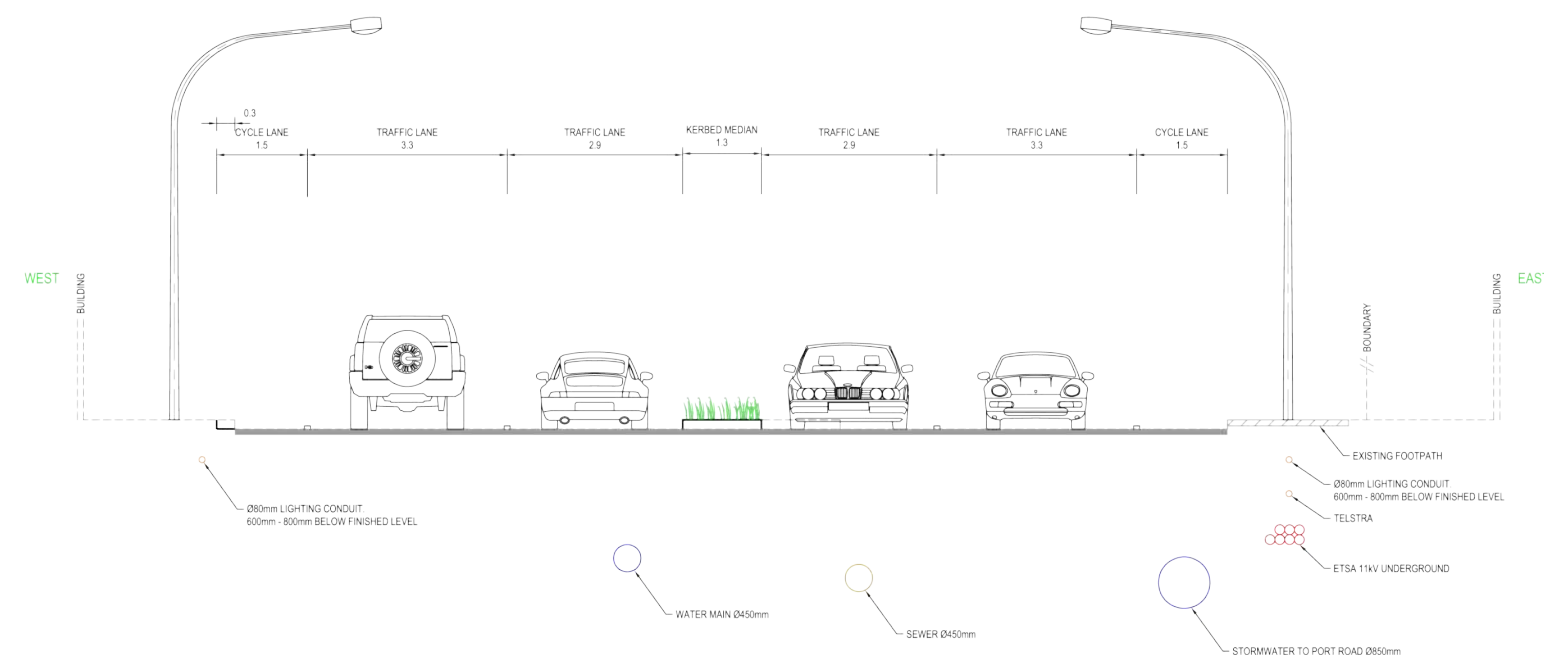 0.3
CYCLE LANE
1.5
TRAFFIC LANE
3.3
TRAFFIC LANE
2.9
KERBED MEDIAN
1.3
TRAFFIC LANE
2.9
TRAFFIC LANE
3.3
CYCLE LANE
1.5
WEST
BUILDING
BOUNDARY
BUILDING
EAST
EXISTING FOOTPATH
Ø80mm LIGHTING CONDUIT.
600mm - 800mm BELOW FINISHED LEVEL
Ø80mm LIGHTING CONDUIT
600mm - 800mm BELOW FINISHED LEVEL
TELSTRA
ETSA 11kV UNDERGROUND
WATER MAIN Ø450mm
SEWER Ø450mm
STORMWATER TO PORT ROAD Ø850mm